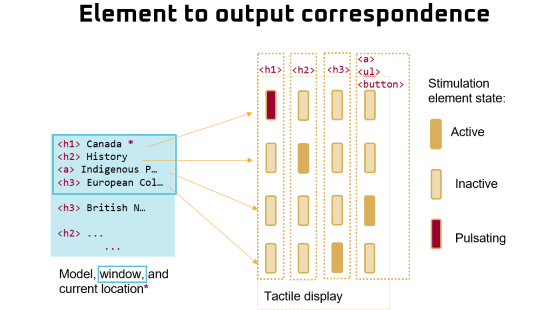 Element to output correspondence
<a>
<h1> <h2> <h3> <ul>
<button>
Stimulation
element state:
Active
Inactive
Pulsating
<h1> Canada *
<h2> History
<a> Indigenous P…
<h3> European Col…
<h3> British N…
<h2> ...
...
Model, window, and
current location*
Tactile display